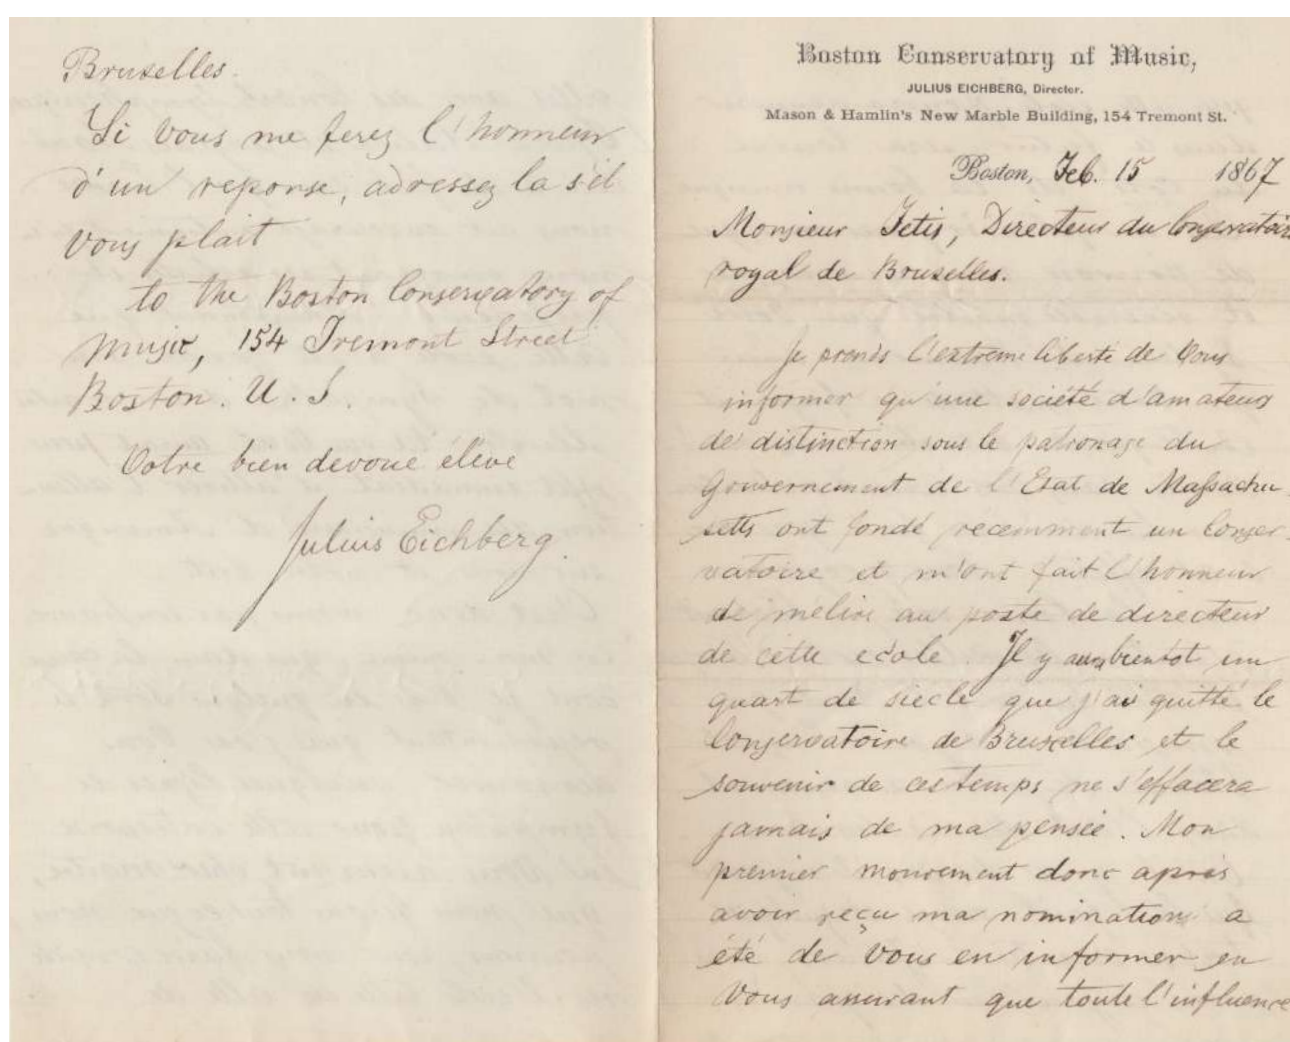 Bruxelles.
Si vous me ferez l'honneur
d'un reponse, adressez la s'il
vous plait
to the Boston Conservatory of
Music, 154 Tremont Street
Boston. U. S.
Votre bien devoué élève
Julius Eichberg.
Boston Conservatory of Music,
JULIUS EICHBERG, Director.
Mason & Hamlin's New Marble Building, 154 Tremont St.
Boston, Feb. 15 1867
Monsieur Fetis, Directeur du Conservatoire
royal de Bruxelles.
Je prends l'extreme liberté de vous
informer qu'une société d'amateurs
de distinction sous le patronage du
Gouvernement de l'Etat de Massachu
setts ont fondé récemment un Conser
vatoire et m'ont fait l'honneur
de m'elire au poste de directeur
de cette ecole. Il y aura bientot un
quart de siecle que j'ai quitté le
Conservatoire de Bruxelles et le
souvenir de ces temps ne s'effacera
jamais de ma pensée. Mon
premier mouvement donc après
avoir reçu ma nomination a
été de vous en informer en
vous assurant que toute l'influence